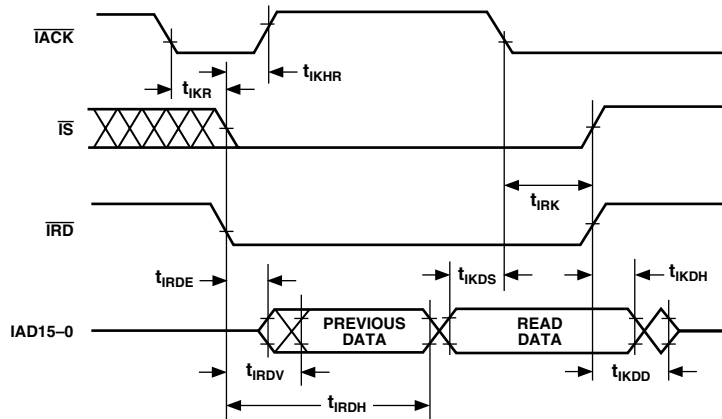 IACK
tIKHR
tIKR
IS
tIRK
IRD
tIRDE
tIKDS
tIKDH
IAD15–0
PREVIOUS
DATA
READ
DATA
tIRDV
tIKDD
tIRDH